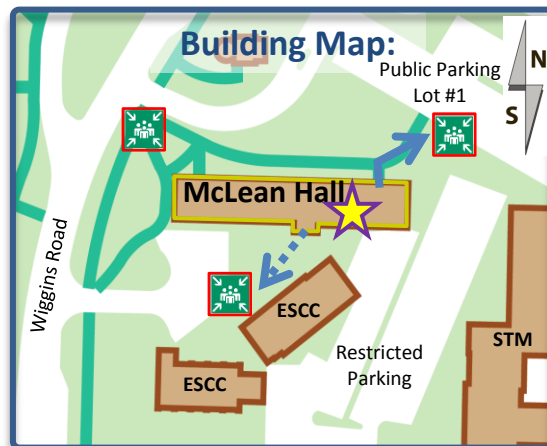 Building Map:
Public Parking
Lot #1
N
S
McLean Hall
Wiggins Road
ESCC
STM
Restricted
Parking
ESCC